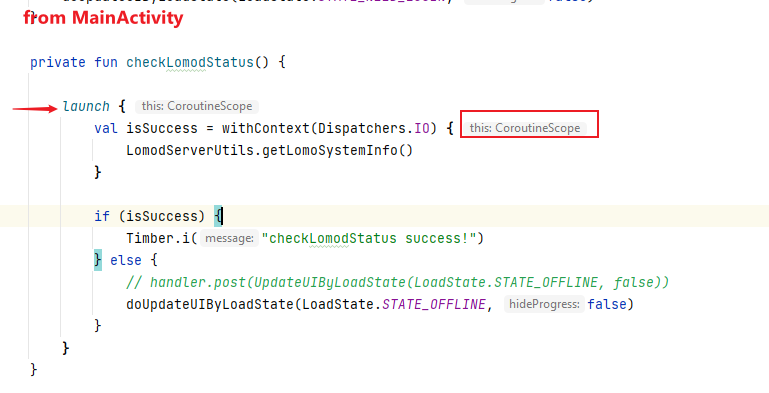 from MainActivity
private fun checkLomodStatus() {
launch { this: CoroutineScope
val isSuccess = withContext(Dispatchers.IO) { this: CoroutineScope
LomodServerUtils.getLomoSystemInfo()
}
if (isSuccess) {
Timber.i( message: "checkLomodStatus success!")
} else {
// handler.post(UpdateUIByLoadState(LoadState.STATE_OFFLINE, false))
doUpdateUIByLoadState(LoadState.STATE_OFFLINE, hideProgress: false)
}
}
}